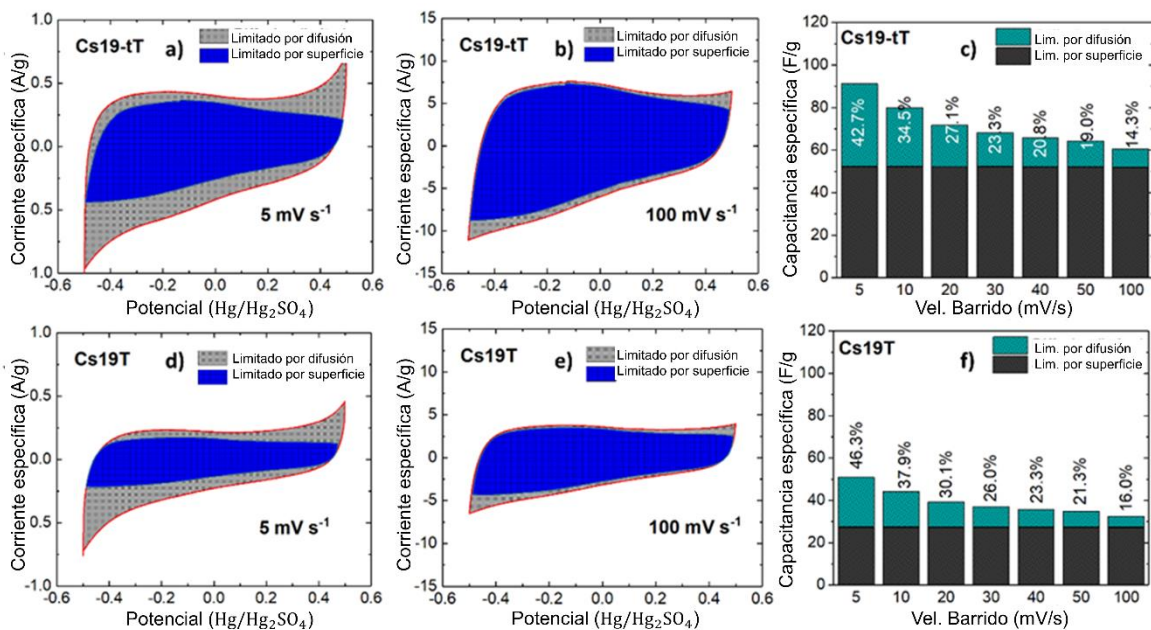 Cs19-tT
a)
Limitado por difusión
Limitado por superficie
Corriente específica (A/g)
1.0
0.5
0.0
0.5
1.0
5 mV s⁻¹
-0.6 -0.4 -0.2 0.0 0.2 0.4 0.6
Potencial (Hg/Hg₂SO₄)
Cs19-tT
b)
Limitado por difusión
Limitado por superficie
Corriente específica (A/g)
15
10
5
0
-5
-10
-15
100 mV s⁻¹
-0.6 -0.4 -0.2 0.0 0.2 0.4 0.6
Potencial (Hg/Hg₂SO₄)
Cs19-tT
c)
Lim. por difusión
Lim. por superficie
Capacitancia específica (F/g
120
100
80
60
40
20
0
42.7% 34.5% 27.1% 23.3% 20.8% 19.0% 14.3%
5 10 20 30 40 50 100
Vel. Barrido (mV/s)
Cs19T
d)
Limitado por difusión
Limitado por superficie
Corriente específica (A/g)
1.0
0.5
0.0
0.5
1.0
5 mV s⁻¹
-0.6 -0.4 -0.2 0.0 0.2 0.4 0.6
Potencial (Hg/Hg₂SO₄)
Cs19T
e)
Limitado por difusión
Limitado por superficie
Corriente específica (A/g)
15
10
5
0
-5
-10
-15
100 mV s⁻¹
-0.6 -0.4 -0.2 0.0 0.2 0.4 0.6
Potencial (Hg/Hg₂SO₄)
Cs19T
f)
Lim. por difusión
Lim. por superficie
Capacitancia específica (F/g
120
100
80
60
40
20
0
46.3% 37.9% 30.1% 26.0% 23.3% 21.3% 16.0%
5 10 20 30 40 50 100
Vel. Barrido (mV/s)